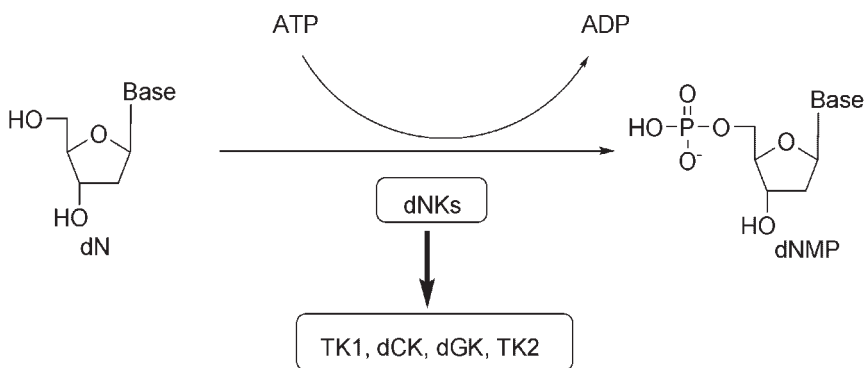 ATP ADP
Base
HO
O
HO
dN
dNKs
TK1, dCK, dGK, TK2
O
HO-P-O
O-
Base
O
HO
dNMP